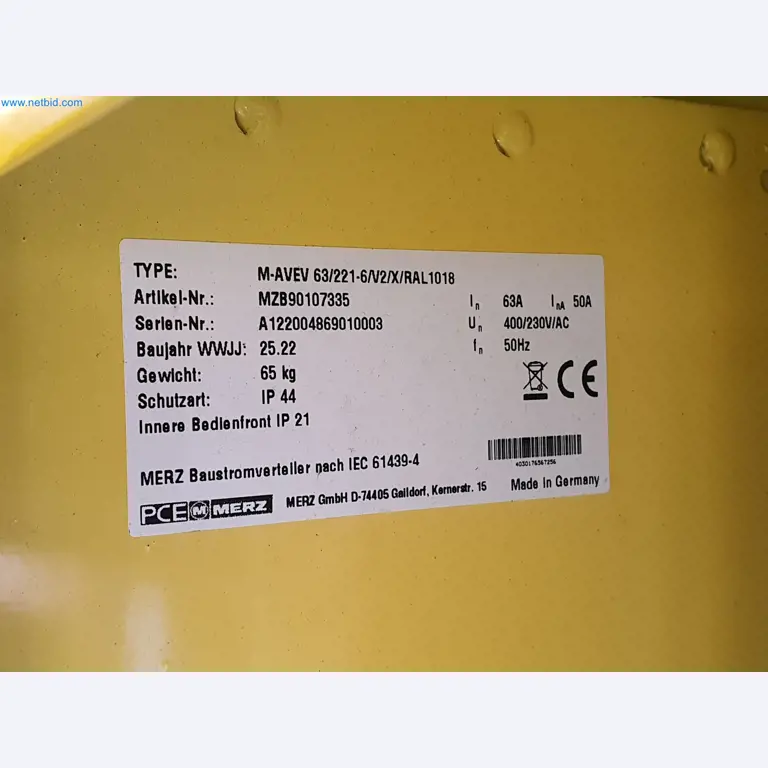 www.netbid.com
TYPE: M-AVEV 63/221-6/V2/X/RAL1018
Artikel-Nr.: MZB90107335 In 63A InA 50A
Serien-Nr.: A122004869010003 Un 400/230V/AC
Baujahr WWJJ: 25.22 fn 50Hz
Gewicht: 65 kg
Schutzart: IP 44
CE
Innere Bedienfront IP 21
MERZ Baustromverteiler nach IEC 61439-4
4030176367256
PCE M MERZ MERZ GmbH D-74405 Gaildorf, Kernerstr. 15 Made in Germany